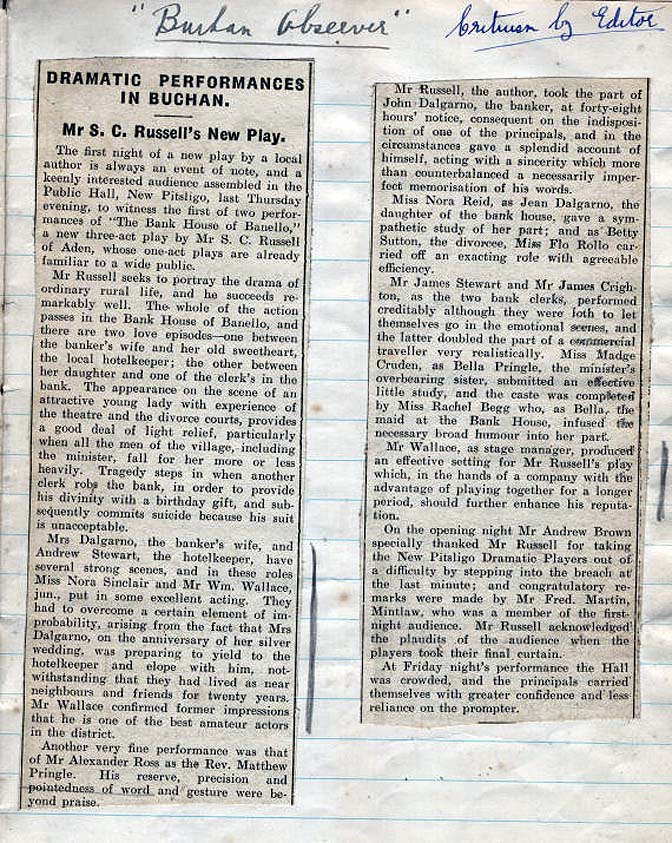 "Buchan Observer"
Criticism by Editor
DRAMATIC PERFORMANCES
IN BUCHAN.
Mr S. C. Russell's New Play.
The first night of a new play by a local
author is always an event of note, and a
keenly interested audience assembled in the
Public Hall, New Pitsligo, last Thursday
evening, to witness the first of two perfor-
mances of "The Bank House of Banello,"
a new three-act play by Mr S. C. Russell
of Aden, whose one-act plays are already
familiar to a wide public.
Mr Russell seeks to portray the drama of
ordinary rural life, and he succeeds re-
markably well. The whole of the action
passes in the Bank House of Banello, and
there are two love episodes—one between
the banker's wife and her old sweetheart,
the local hotelkeeper; the other between
her daughter and one of the clerk's in the
bank. The appearance on the scene of an
attractive young lady with experience of
the theatre and the divorce courts, provides
a good deal of light relief, particularly
when all the men of the village, including
the minister, fall for her more or less
heavily. Tragedy steps in when another
clerk robs the bank, in order to provide
his divinity with a birthday gift, and sub-
sequently commits suicide because his suit
is unacceptable.
Mrs Dalgarno, the banker's wife, and
Andrew Stewart, the hotelkeeper, have
several strong scenes, and in these roles
Miss Nora Sinclair and Mr Wm. Wallace,
jun., put in some excellent acting. They
had to overcome a certain element of im-
probability, arising from the fact that Mrs
Dalgarno, on the anniversary of her silver
wedding, was preparing to yield to the
hotelkeeper and elope with him, not-
withstanding that they had lived as near
neighbours and friends for twenty years.
Mr Wallace confirmed former impressions
that he is one of the best amateur actors
in the district.
Another very fine performance was that
of Mr Alexander Ross as the Rev. Matthew
Pringle. His reserve, precision and
pointedness of word and gesture were be-
yond praise.
Mr Russell, the author, took the part of
John Dalgarno, the banker, at forty-eight
hours' notice, consequent on the indisposi-
tion of one of the principals, and in the
circumstances gave a splendid account of
himself, acting with a sincerity which more
than counterbalanced a necessarily imper-
fect memorisation of his words.
Miss Nora Reid, as Jean Dalgarno, the
daughter of the bank house, gave a sym-
pathetic study of her part; and as Betty
Sutton, the divorcee, Miss Flo Rollo car-
ried off an exacting role with agreeable
efficiency.
Mr James Stewart and Mr James Crigh-
ton, as the two bank clerks, performed
creditably although they were loth to let
themselves go in the emotional scenes, and
the latter doubled the part of a commercial
traveller very realistically. Miss Madge
Cruden, as Bella Pringle, the minister's
overbearing sister, submitted an effective
little study, and the caste was completed
by Miss Rachel Begg who, as Bella, the
maid at the Bank House, infused the
necessary broad humour into her part.
Mr Wallace, as stage manager, produced
an effective setting for Mr Russell's play
which, in the hands of a company with the
advantage of playing together for a longer
period, should further enhance his reputa-
tion.
On the opening night Mr Andrew Brown
specially thanked Mr Russell for taking
the New Pitsligo Dramatic Players out of
a difficulty by stepping into the breach at
the last minute; and congratulatory re-
marks were made by Mr Fred. Martin,
Mintlaw, who was a member of the first-
night audience. Mr Russell acknowledged
the plaudits of the audience when the
players took their final curtain.
At Friday night's performance the Hall
was crowded, and the principals carried
themselves with greater confidence and less
reliance on the prompter.